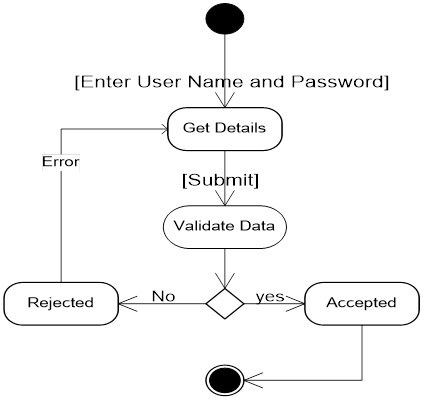 [Enter User Name and Password]
Get Details
Error
[Submit]
Validate Data
No
yes
Rejected
Accepted